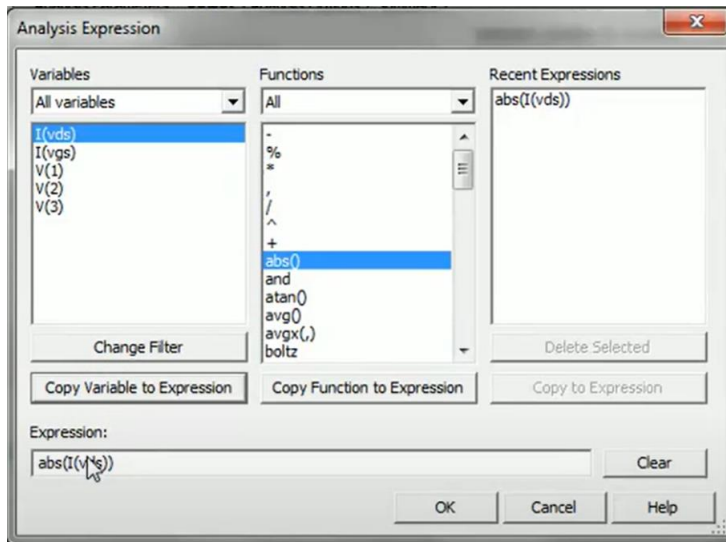 Analysis Expression
Variables
All variables
I(vds)
I(vgs)
V(1)
V(2)
V(3)
Change Filter
Copy Variable to Expression
Functions
All
-
%
*
,
/
^
+
abs()
and
atan()
avg()
avgx(,)
boltz
Copy Function to Expression
Recent Expressions
abs(I(vds))
Delete Selected
Copy to Expression
Expression:
abs(I(vds))
Clear
OK
Cancel
Help